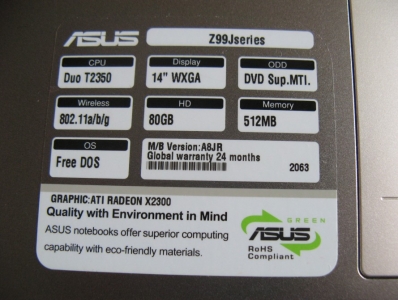 ASUS Z99Jseries
CPU Display ODD
Duo T2350 14" WXGA DVD Sup.MTI.
Wireless HD Memory
802.11a/b/g 80GB 512MB
OS
Free DOS
M/B Version:A8JR
Global warranty 24 months
2063
GRAPHIC:ATI RADEON X2300
Quality with Environment in Mind
ASUS notebooks offer superior computing
capability with eco-friendly materials.
GREEN
ASUS
RoHS
Compliant